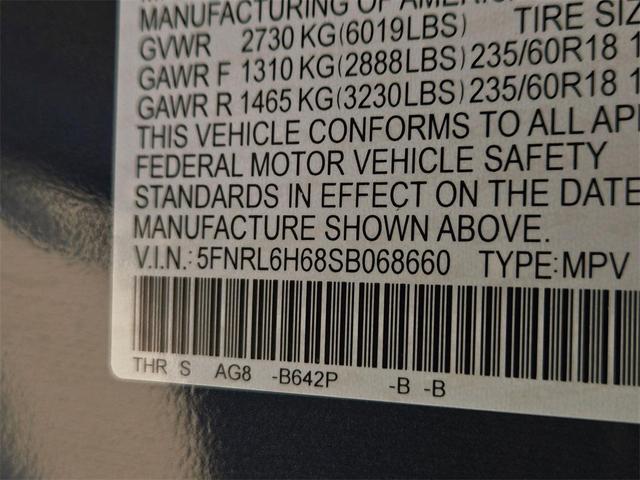 MANUFACTURING OF AMERICA
GVWR 2730 KG(6019LBS) TIRE SIZ
GAWR F 1310 KG(2888LBS) 235/60R18 1
GAWR R 1465 KG(3230LBS) 235/60R18 1
THIS VEHICLE CONFORMS TO ALL APP
FEDERAL MOTOR VEHICLE SAFETY
STANDARDS IN EFFECT ON THE DATE
MANUFACTURE SHOWN ABOVE.
V.I.N.: 5FNRL6H68SB068660 TYPE:MPV
THR S AG8 -B642P -B -B